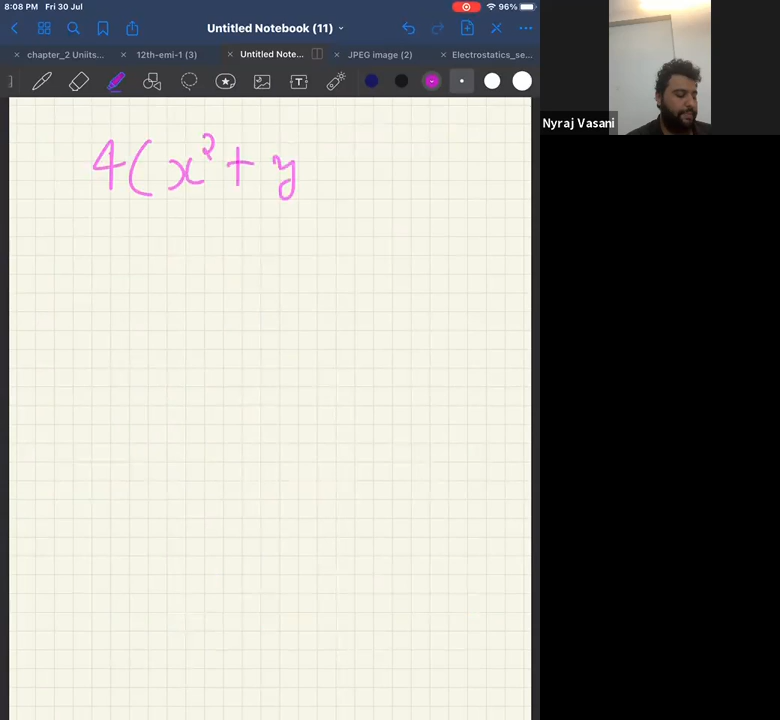 8:08 PM Fri 30 Jul 96%
Untitled Notebook (11)
chapter_2 Uniits... 12th-emi-1 (3) Untitled Note... JPEG image (2) Electrostatics_se...
4(x² + y
Nyraj Vasani